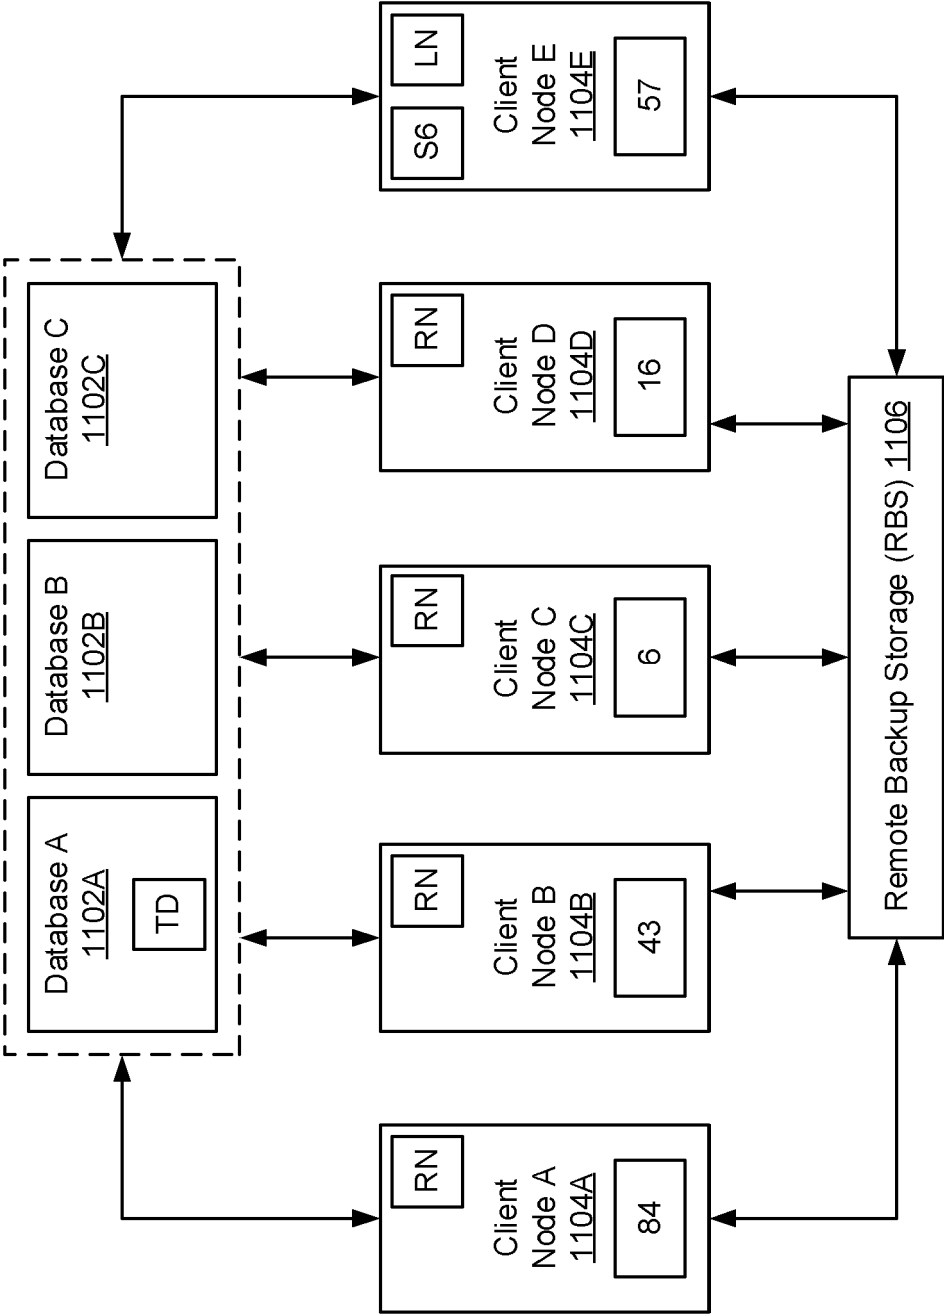 Database A
1102A
TD
Database B
1102B
Database C
1102C
RN
Client
Node A
1104A
84
RN
Client
Node B
1104B
43
RN
Client
Node C
1104C
6
RN
Client
Node D
1104D
16
S6
LN
Client
Node E
1104E
57
Remote Backup Storage (RBS) 1106